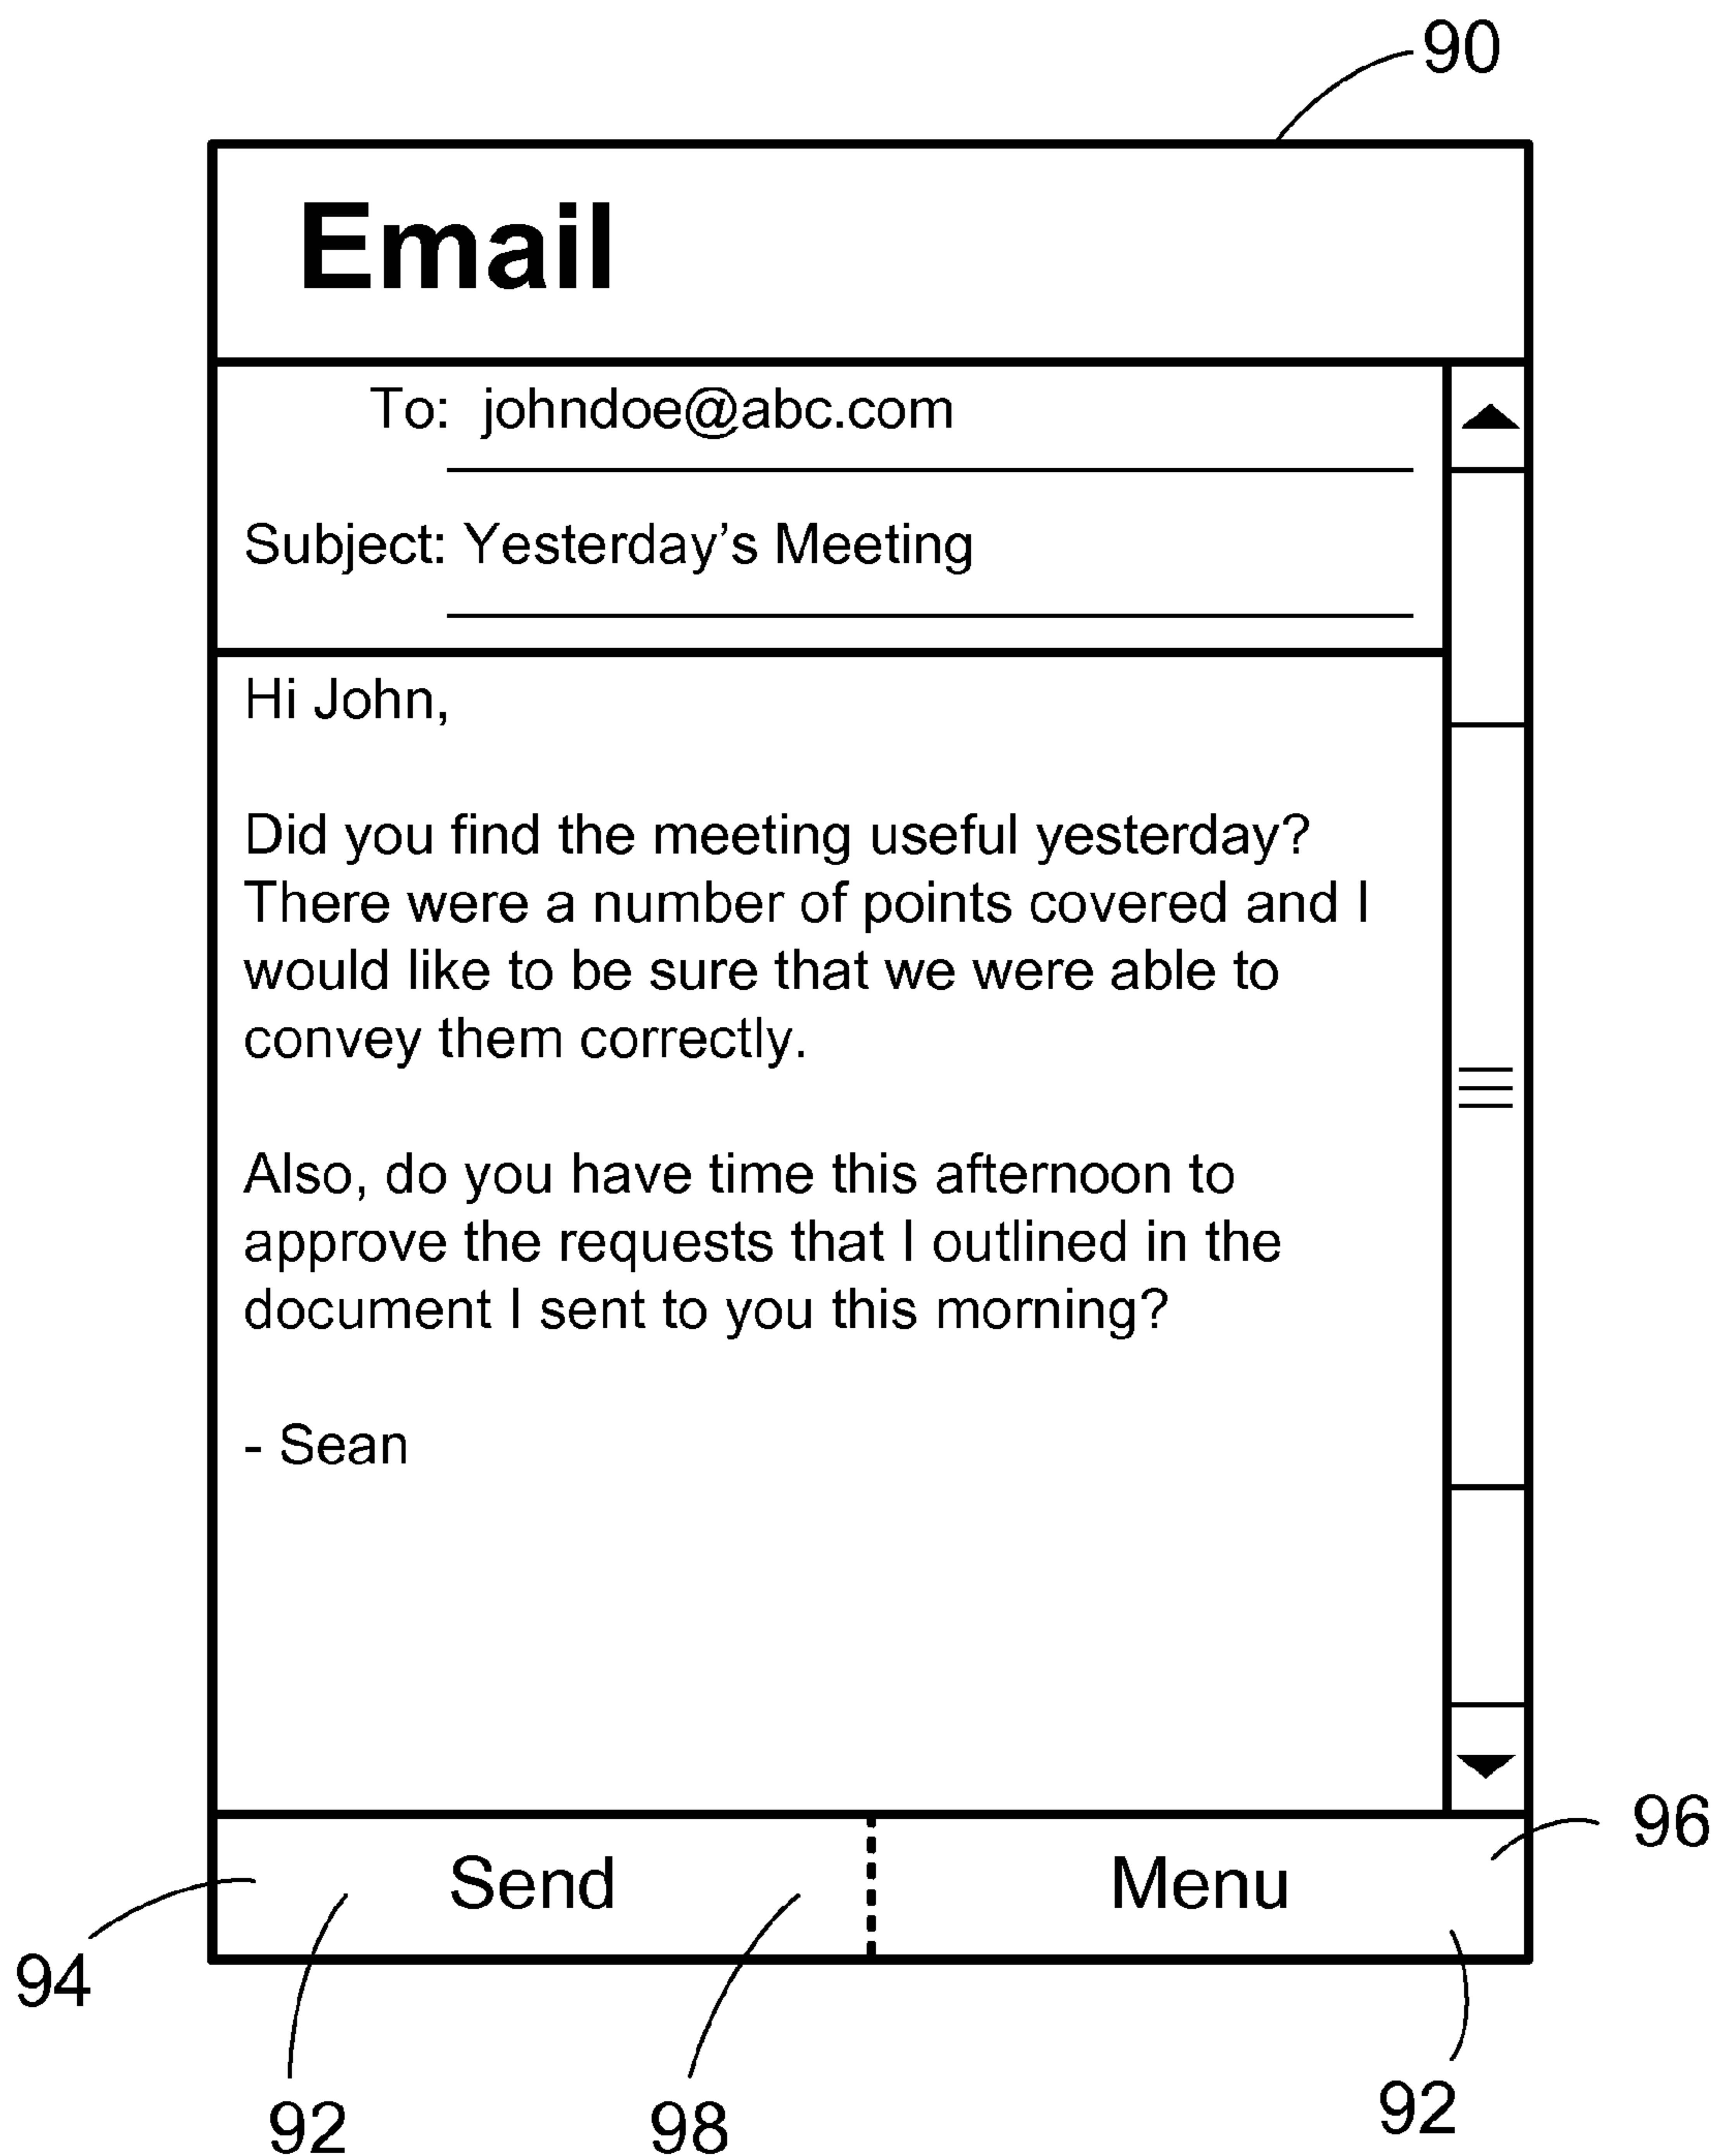 90
Email
To: johndoe@abc.com
Subject: Yesterday's Meeting
Hi John,
Did you find the meeting useful yesterday?
There were a number of points covered and I
would like to be sure that we were able to
convey them correctly.
Also, do you have time this afternoon to
approve the requests that I outlined in the
document I sent to you this morning?
- Sean
96
Send Menu
94
92 98 92